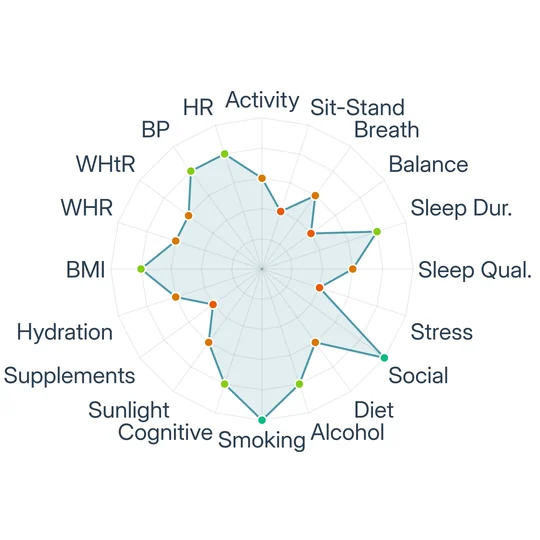 Activity
Sit-Stand
Breath
Balance
Sleep Dur.
Sleep Qual.
Stress
Social
Diet
Alcohol
Smoking
Cognitive
Sunlight
Supplements
Hydration
BMI
WHR
WHtR
BP
HR